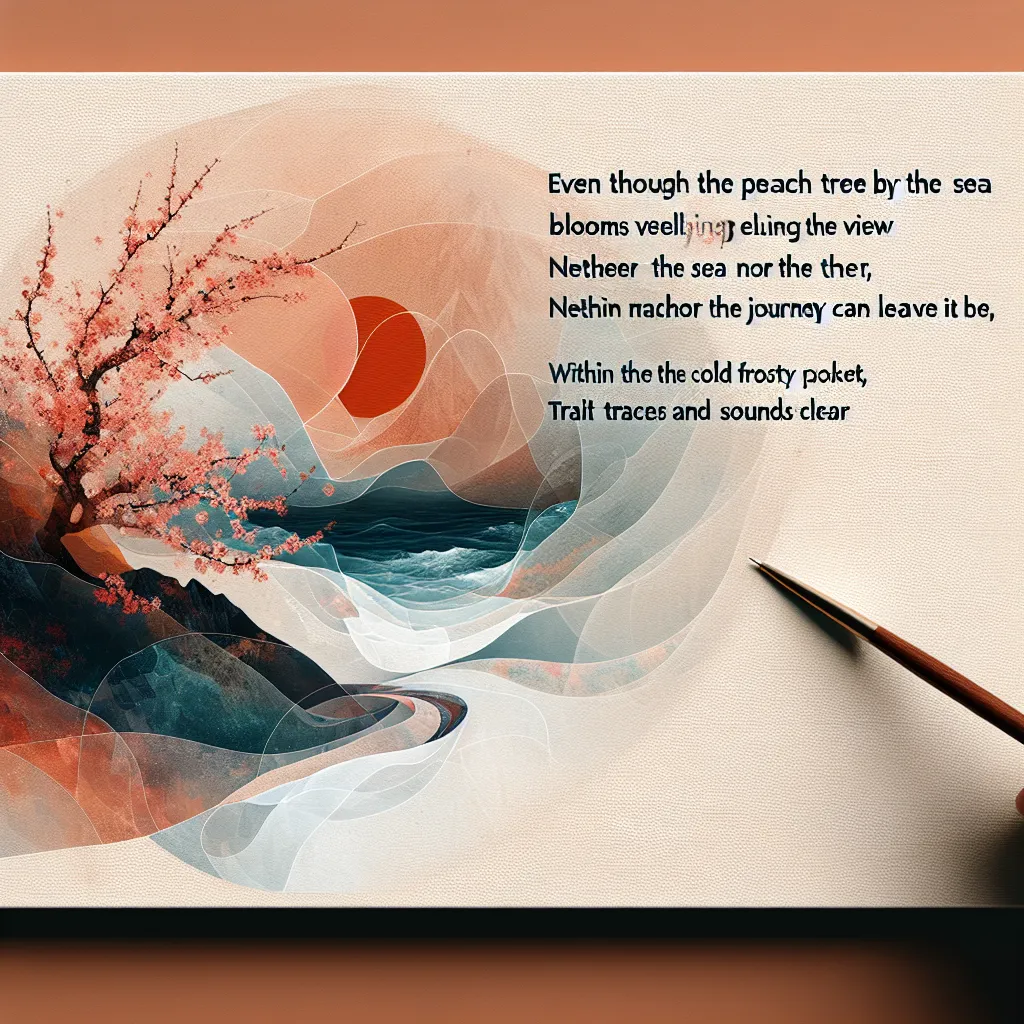 Even though the peach tree by the sea
blooms the view
Netheer the sea nor the ther,
Nethin nachor the journey can leave it be,
Within the the cold frosty poket,
Trait traces and sounds clear